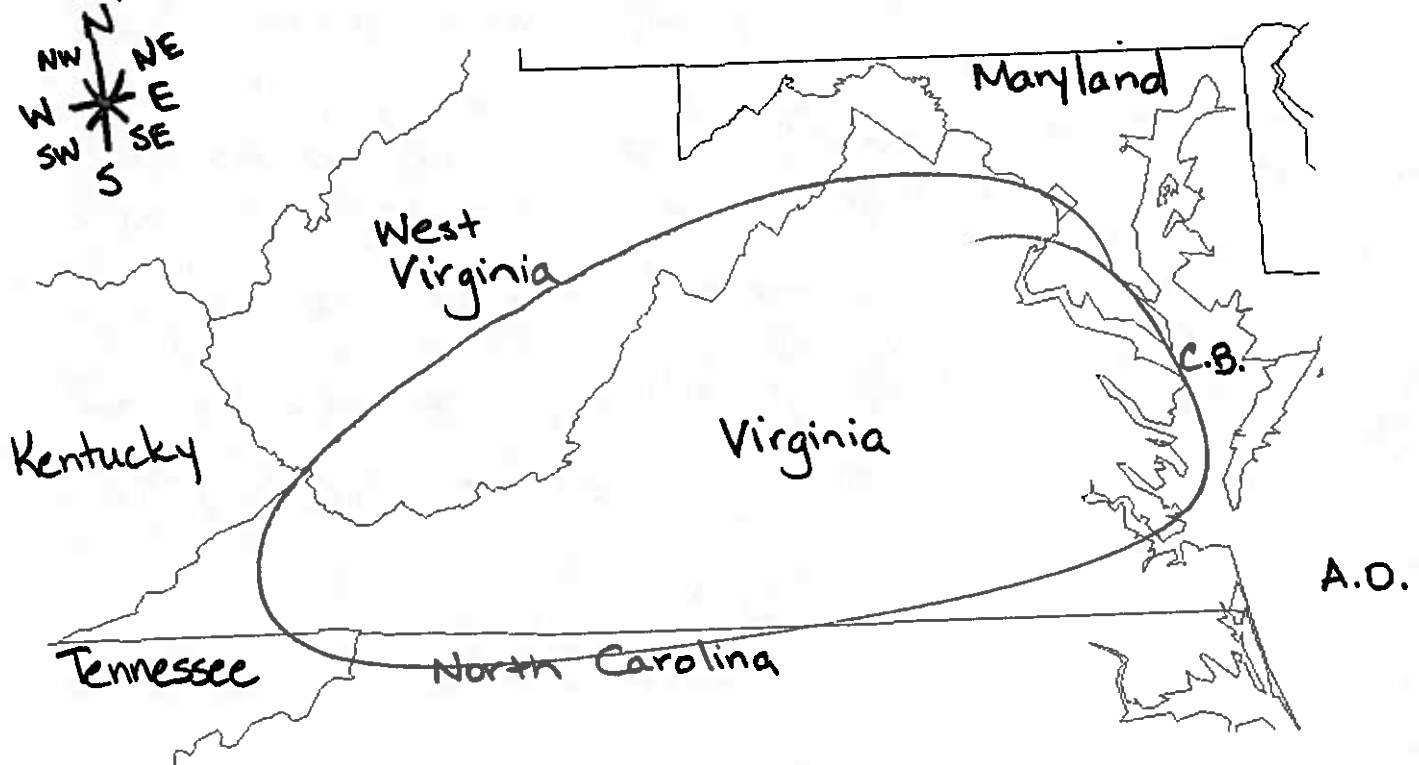 N
NW NE
W E
SW SE
S
Maryland
West
Virginia
C.B.
Kentucky
Virginia
A.O.
Tennessee
North Carolina